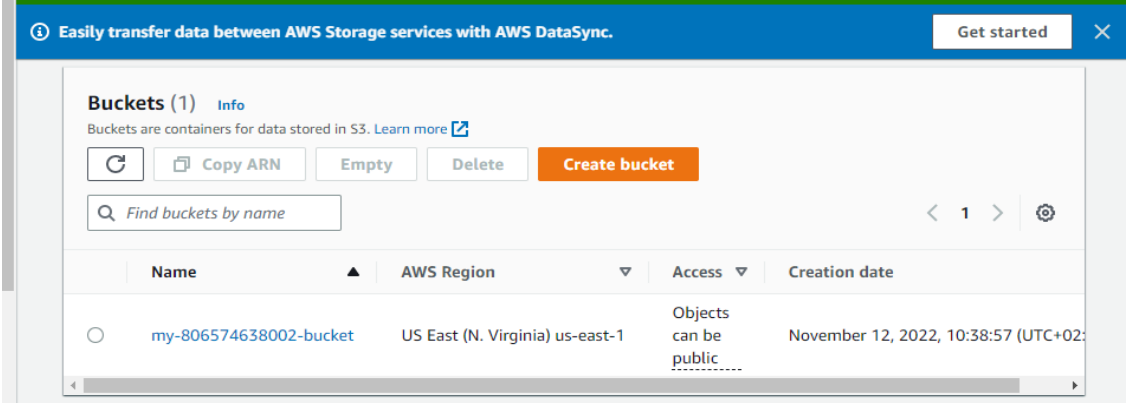 Easily transfer data between AWS Storage services with AWS DataSync.
Get started
Buckets (1) Info
Buckets are containers for data stored in S3. Learn more
Copy ARN
Empty
Delete
Create bucket
Find buckets by name
1
Name
AWS Region
Access
Creation date
my-806574638002-bucket
US East (N. Virginia) us-east-1
Objects
can be
public
November 12, 2022, 10:38:57 (UTC+02: